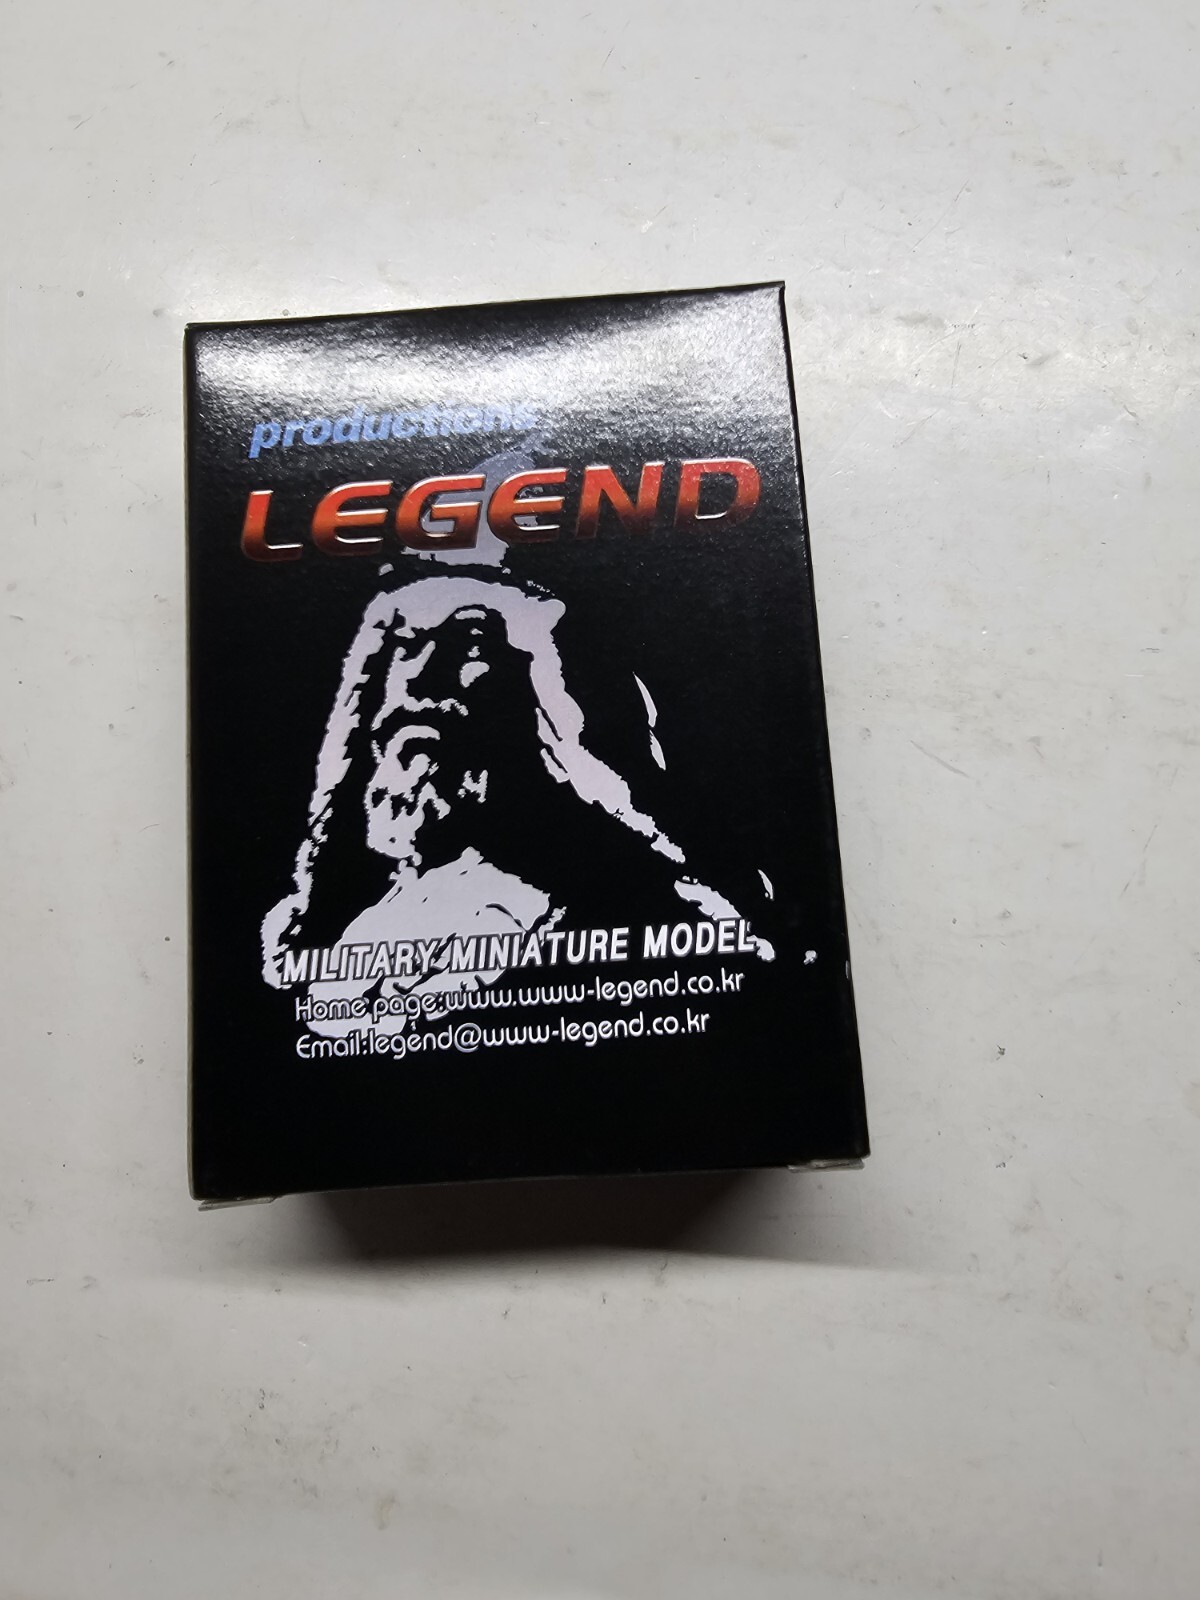 productions
LEGEND
MILITARY MINIATURE MODEL
Home page:www.www-legend.co.kr
Email:legend@www-legend.co.kr